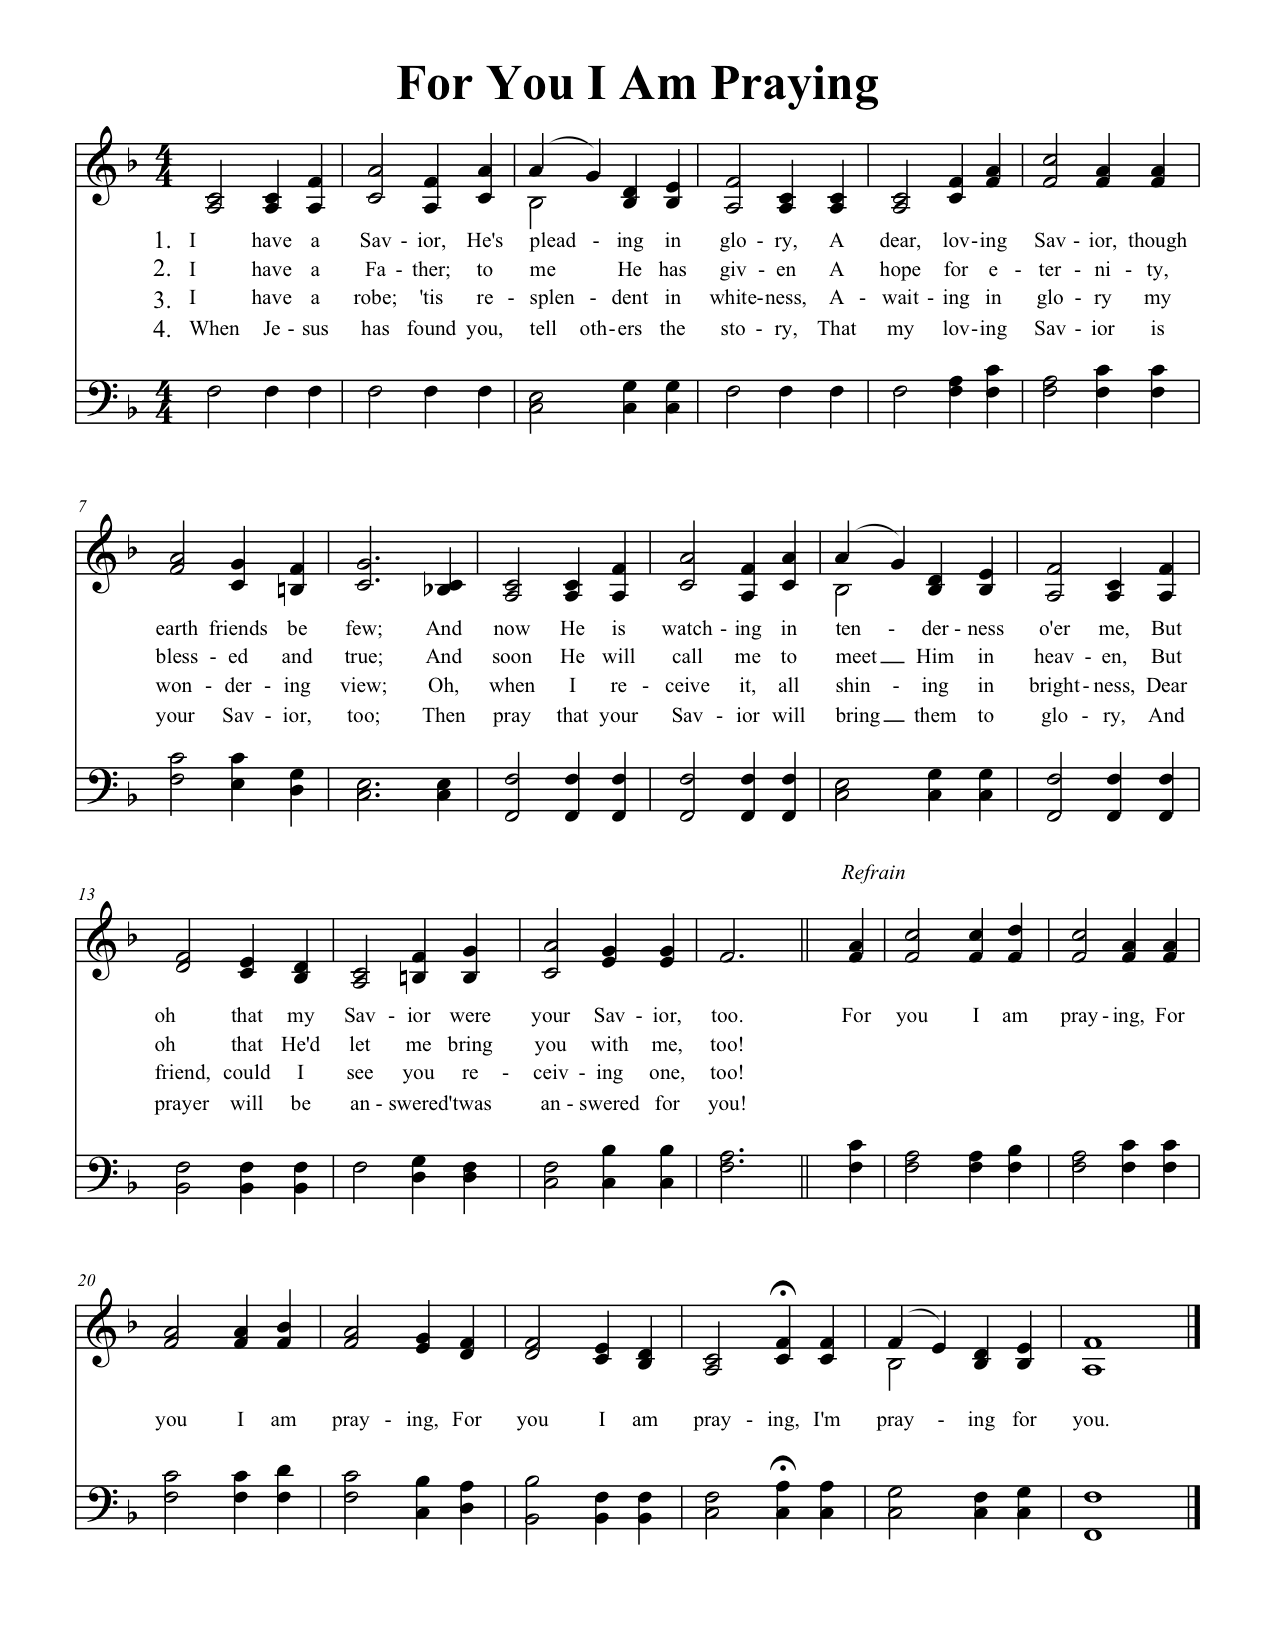 For You I Am Praying
1. I have a Sav - ior, He's plead - ing in glo - ry, A dear, lov-ing Sav - ior, though
2. I have a Fa - ther; to me He has giv - en A hope for e - ter - ni - ty,
3. I have a robe; 'tis re - splen - dent in white-ness, A - wait - ing in glo - ry my
4. When Je - sus has found you, tell oth-ers the sto - ry, That my lov-ing Sav - ior is
7
earth friends be few; And now He is watch - ing in ten - der - ness o'er me, But
bless - ed and true; And soon He will call me to meet Him in heav - en, But
won - der - ing view; Oh, when I re - ceive it, all shin - ing in bright-ness, Dear
your Sav - ior, too; Then pray that your Sav - ior will bring them to glo - ry, And
Refrain
13
oh that my Sav - ior were your Sav - ior, too. For you I am pray-ing, For
oh that He'd let me bring you with me, too!
friend, could I see you re - ceiv - ing one, too!
prayer will be an - swered'twas an - swered for you!
20
you I am pray - ing, For you I am pray - ing, I'm pray - ing for you.